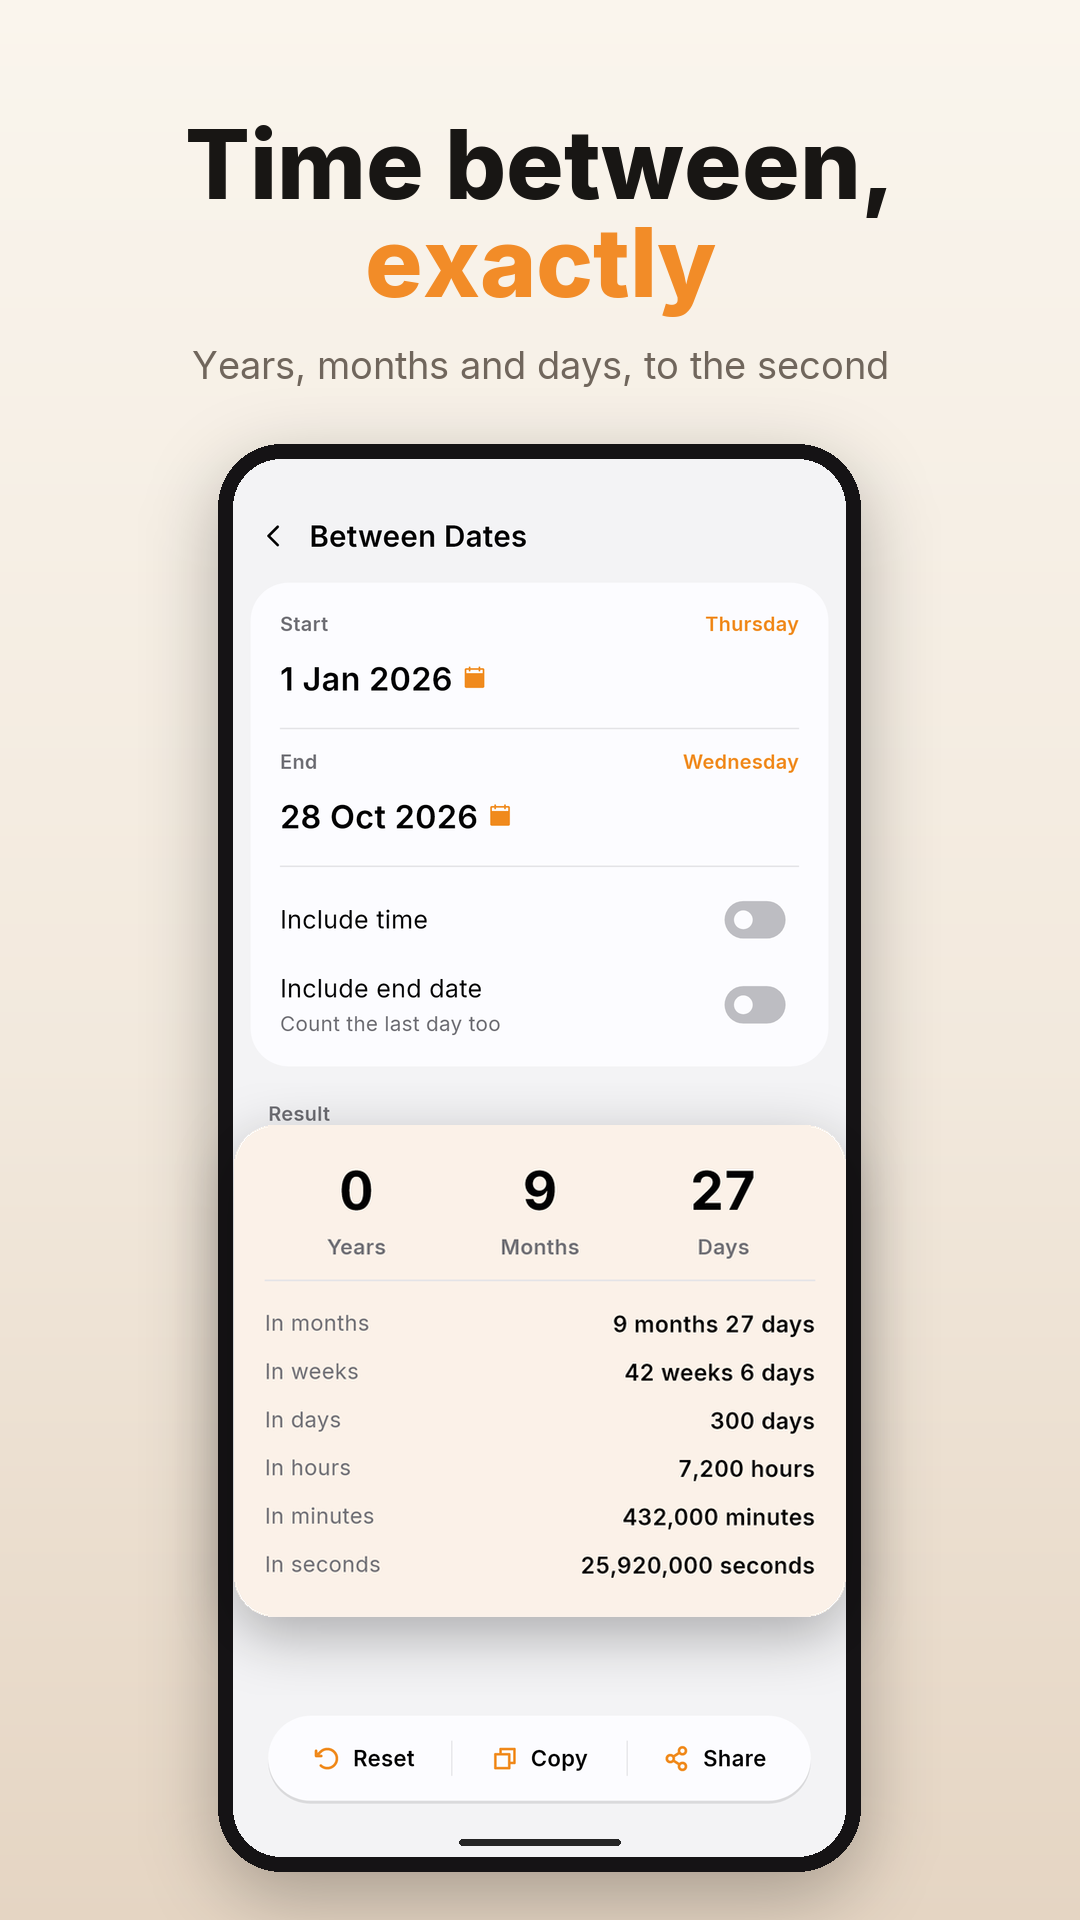 Time between,
exactly
Years, months and days, to the second
Between Dates
Start Thursday
1 Jan 2026
End Wednesday
28 Oct 2026
Include time
Include end date
Count the last day too
Result
0 9 27
Years Months Days
In months 9 months 27 days
In weeks 42 weeks 6 days
In days 300 days
In hours 7,200 hours
In minutes 432,000 minutes
In seconds 25,920,000 seconds
Reset Copy Share